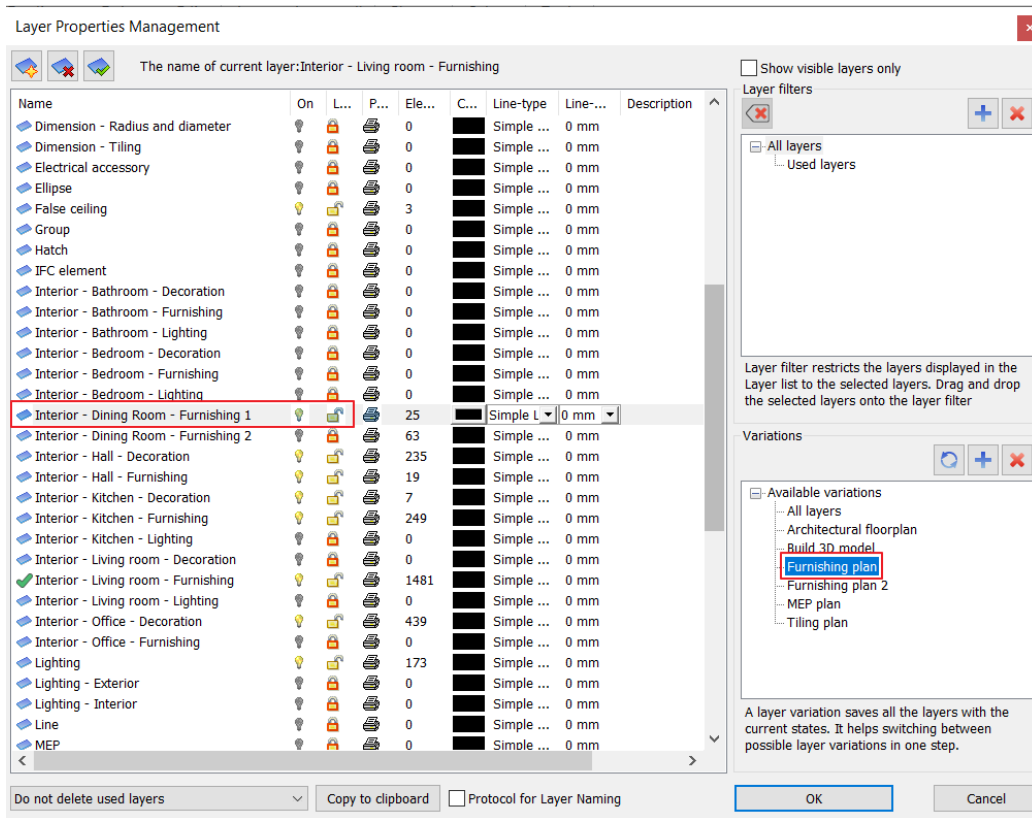 Layer Properties Management
The name of current layer:Interior - Living room - Furnishing
Name On L... P... Ele... C... Line-type Line-... Description
Dimension - Radius and diameter 0 Simple ... 0 mm
Dimension - Tiling 0 Simple ... 0 mm
Electrical accessory 0 Simple ... 0 mm
Ellipse 0 Simple ... 0 mm
False ceiling 3 Simple ... 0 mm
Group 0 Simple ... 0 mm
Hatch 0 Simple ... 0 mm
IFC element 0 Simple ... 0 mm
Interior - Bathroom - Decoration 0 Simple ... 0 mm
Interior - Bathroom - Furnishing 0 Simple ... 0 mm
Interior - Bathroom - Lighting 0 Simple ... 0 mm
Interior - Bedroom - Decoration 0 Simple ... 0 mm
Interior - Bedroom - Furnishing 0 Simple ... 0 mm
Interior - Bedroom - Lighting 0 Simple ... 0 mm
Interior - Dining Room - Furnishing 1 25 Simple L 0 mm
Interior - Dining Room - Furnishing 2 63 Simple ... 0 mm
Interior - Hall - Decoration 235 Simple ... 0 mm
Interior - Hall - Furnishing 19 Simple ... 0 mm
Interior - Kitchen - Decoration 7 Simple ... 0 mm
Interior - Kitchen - Furnishing 249 Simple ... 0 mm
Interior - Kitchen - Lighting 0 Simple ... 0 mm
Interior - Living room - Decoration 0 Simple ... 0 mm
Interior - Living room - Furnishing 1481 Simple ... 0 mm
Interior - Living room - Lighting 0 Simple ... 0 mm
Interior - Office - Decoration 439 Simple ... 0 mm
Interior - Office - Furnishing 0 Simple ... 0 mm
Lighting 173 Simple ... 0 mm
Lighting - Exterior 0 Simple ... 0 mm
Lighting - Interior 0 Simple ... 0 mm
Line 0 Simple ... 0 mm
MEP 0 Simple ... 0 mm
Do not delete used layers
Copy to clipboard
Protocol for Layer Naming
Show visible layers only
Layer filters
All layers
Used layers
Layer filter restricts the layers displayed in the
Layer list to the selected layers. Drag and drop
the selected layers onto the layer filter
Variations
Available variations
All layers
Architectural floorplan
Build 3D model
Furnishing plan
Furnishing plan 2
MEP plan
Tiling plan
A layer variation saves all the layers with the
current states. It helps switching between
possible layer variations in one step.
OK
Cancel